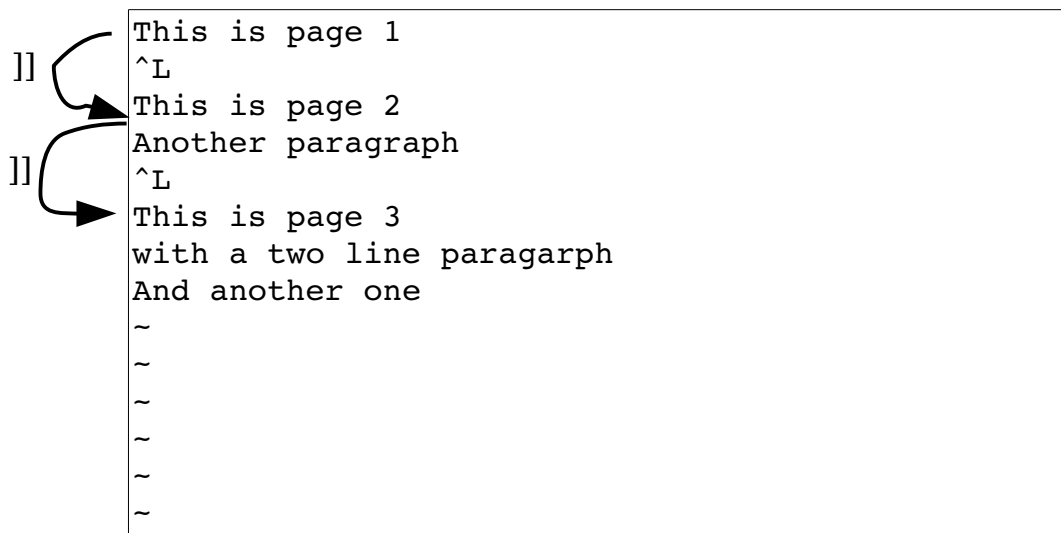 This is page 1
]] ^L
This is page 2
Another paragraph
]] ^L
This is page 3
with a two line paragarph
And another one
~
~
~
~
~
~